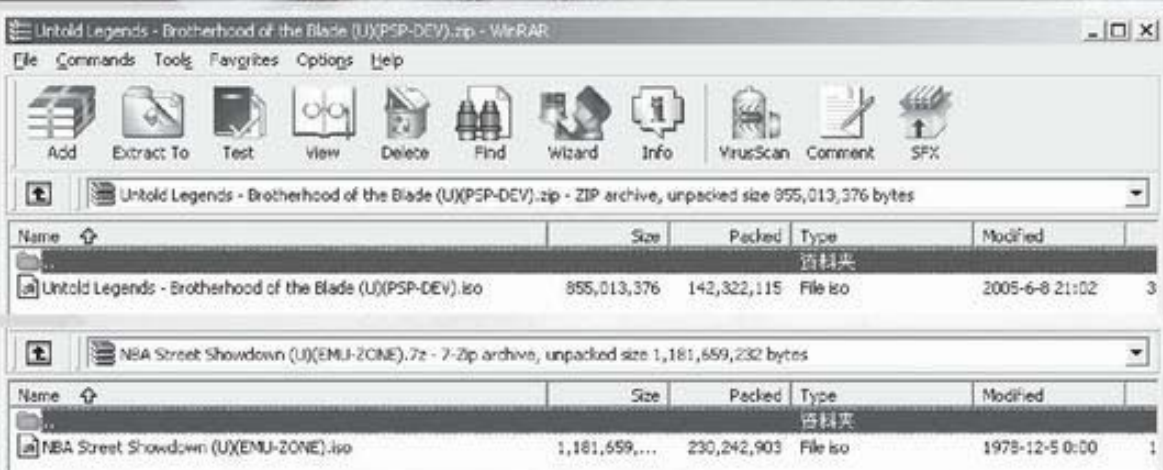 Untold Legends - Brotherhood of the Blade (U)(PSP-DEV).zip - WinRAR
File Commands Tools Favorites Options Help
Add Extract To Test View Delete Find Wizard Info VirusScan Comment SFX
Untold Legends - Brotherhood of the Blade (U)(PSP-DEV).zip - ZIP archive, unpacked size 855,013,376 bytes
Name Size Packed Type Modified
.. 资料夹
Untold Legends - Brotherhood of the Blade (U)(PSP-DEV).iso 855,013,376 142,322,115 File iso 2005-6-8 21:02 3
NBA Street Showdown (U)(EMU-ZONE).7z - 7-Zip archive, unpacked size 1,181,659,232 bytes
Name Size Packed Type Modified
.. 资料夹
NBA Street Showdown (U)(EMU-ZONE).iso 1,181,659,... 230,242,903 File iso 1978-12-5 0:00 1